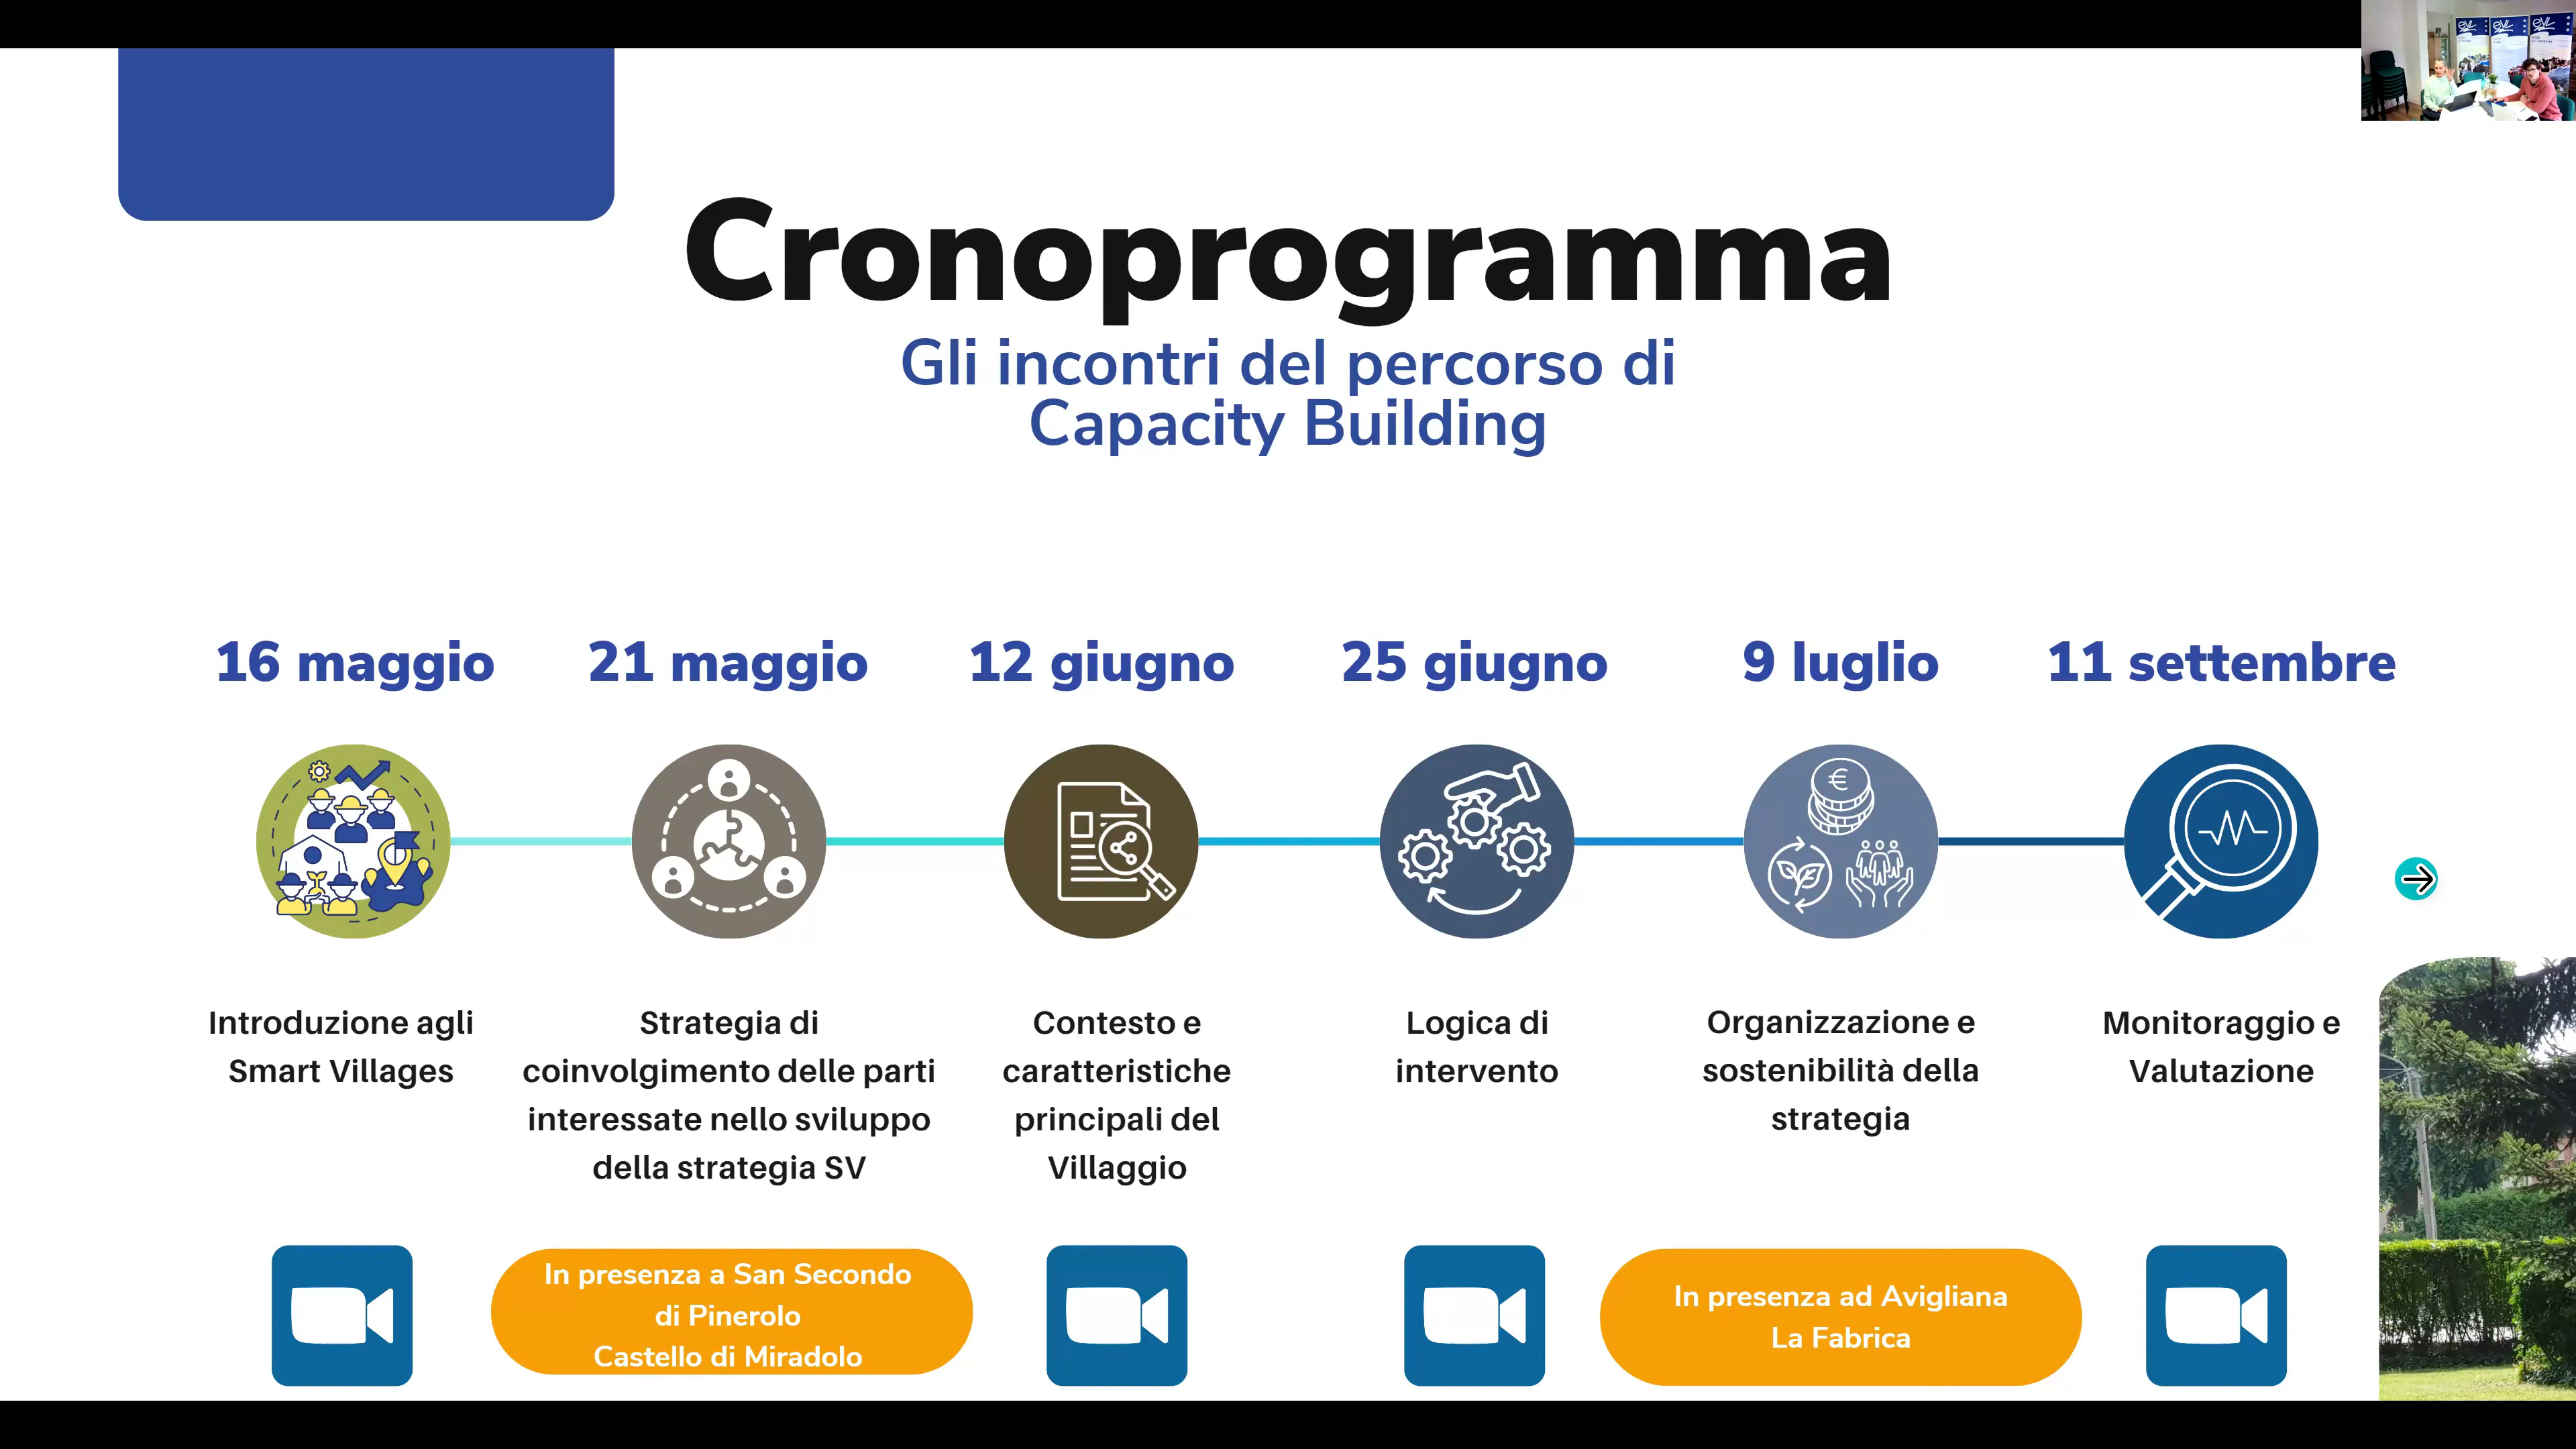 Cronoprogramma
Gli incontri del percorso di
Capacity Building
16 maggio
21 maggio
12 giugno
25 giugno
9 luglio
11 settembre
Introduzione agli
Smart Villages
Strategia di
coinvolgimento delle parti
interessate nello sviluppo
della strategia SV
Contesto e
caratteristiche
principali del
Villaggio
Logica di
intervento
Organizzazione e
sostenibilità della
strategia
Monitoraggio e
Valutazione
In presenza a San Secondo
di Pinerolo
Castello di Miradolo
In presenza ad Avigliana
La Fabrica